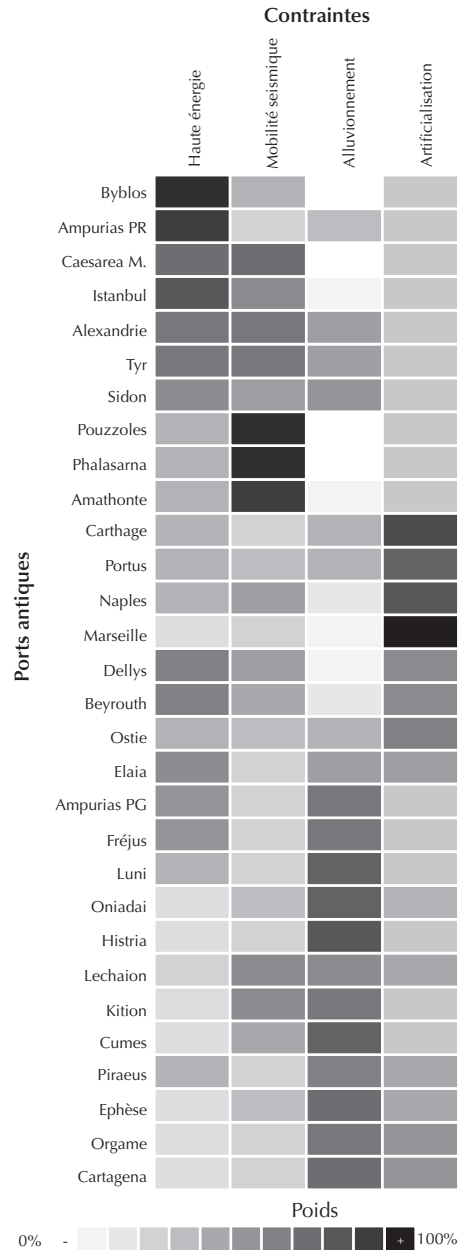 Contraintes
Haute énergie
Mobilité seismique
Alluvionnement
Artificialisation
Ports antiques
Byblos
Ampurias PR
Caesarea M.
Istanbul
Alexandrie
Tyr
Sidon
Pouzzoles
Phalasarna
Amathonte
Carthage
Portus
Naples
Marseille
Dellys
Beyrouth
Ostie
Elaia
Ampurias PG
Fréjus
Luni
Oniadai
Histria
Lechaion
Kition
Cumes
Piraeus
Ephèse
Orgame
Cartagena
Poids
0% - + 100%